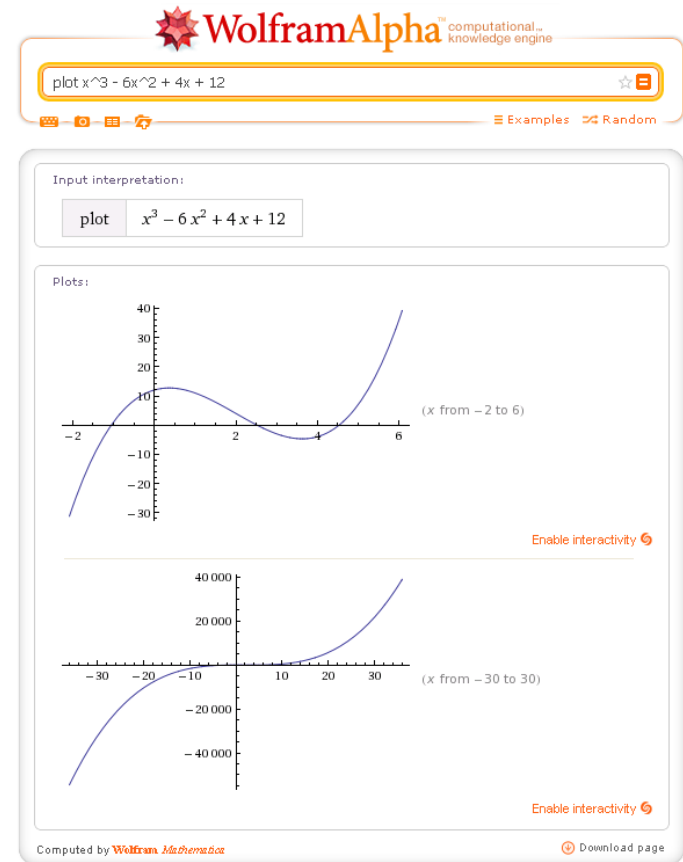 WolframAlpha™ computational... knowledge engine
plot x^3 - 6x^2 + 4x + 12
Examples Random
Input interpretation:
plot x³ − 6 x² + 4 x + 12
Plots:
40
30
20
10
−2 2 4 6
−10
−20
−30
(x from −2 to 6)
Enable interactivity
40 000
20 000
−30 −20 −10 10 20 30
−20 000
−40 000
(x from −30 to 30)
Enable interactivity
Computed by Wolfram Mathematica
Download page